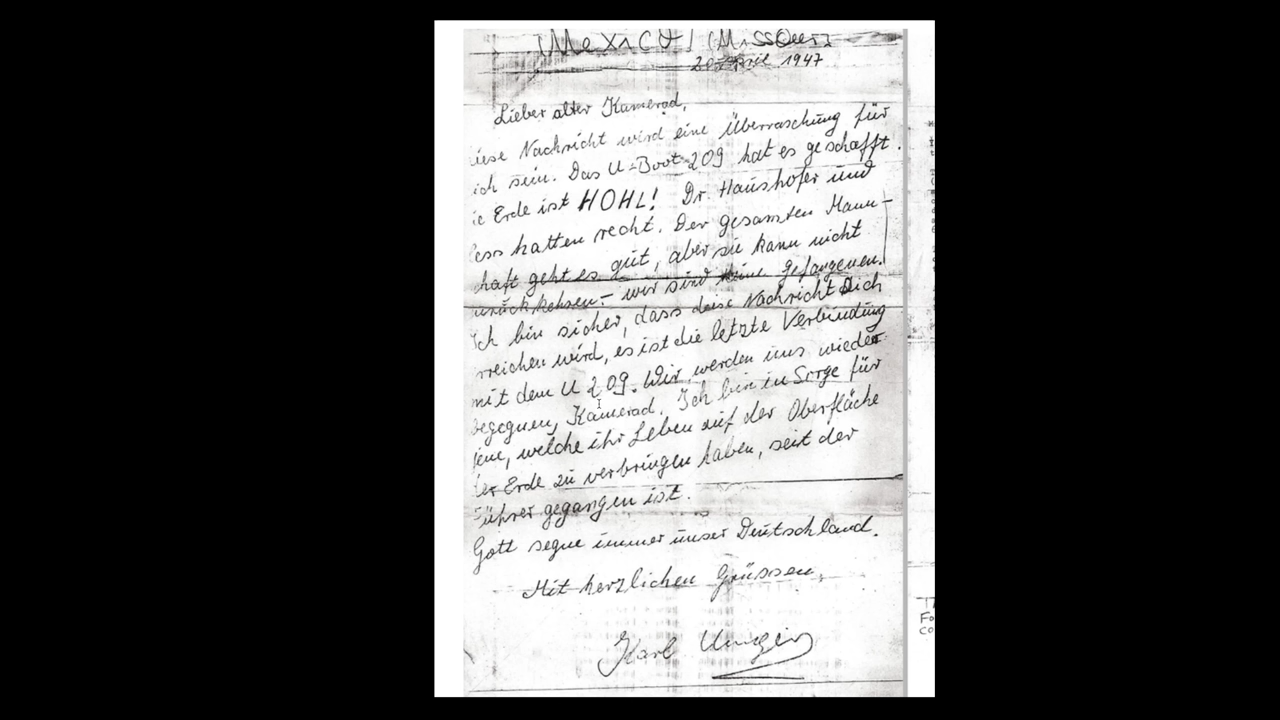 Mexico! (Missouri
20 April 1947
Lieber alter Kamerad,
iese Nachricht wird eine Überraschung für
ich sein. Das U-Boot-209 hat es geschafft.
ie Erde ist HOHL! Dr. Haushofer und
ess hatten recht. Der gesamten Mann-
haft geht es gut, aber sie kann nicht
urückkehren - wir sind keine Gefangenen.
Ich bin sicher, dass deise Nachricht Dich
rreichen wird, es ist die letzte Verbindung
mit dem U 209. Wir werden uns wieder
begegnen, Kamerad. Ich bin in Sorge für
jene, welche ihr Leben auf der Oberfläche
der Erde zu verbringen haben, seit der
Führer gegangen ist.
Gott segne immer unser Deutschland.
Mit herzlichen Grüssen,
Karl Unger